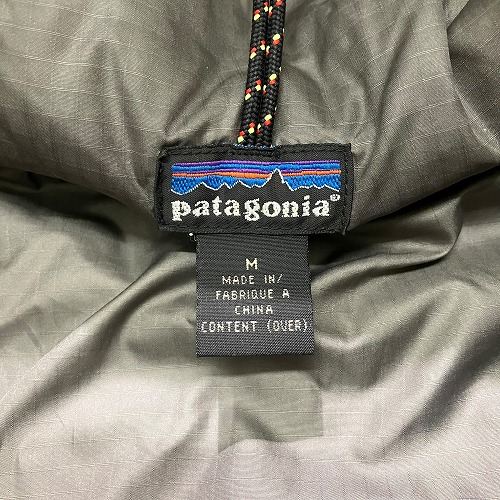 patagonia®
M
MADE IN/
FABRIQUE A
CHINA
CONTENT (OVER)